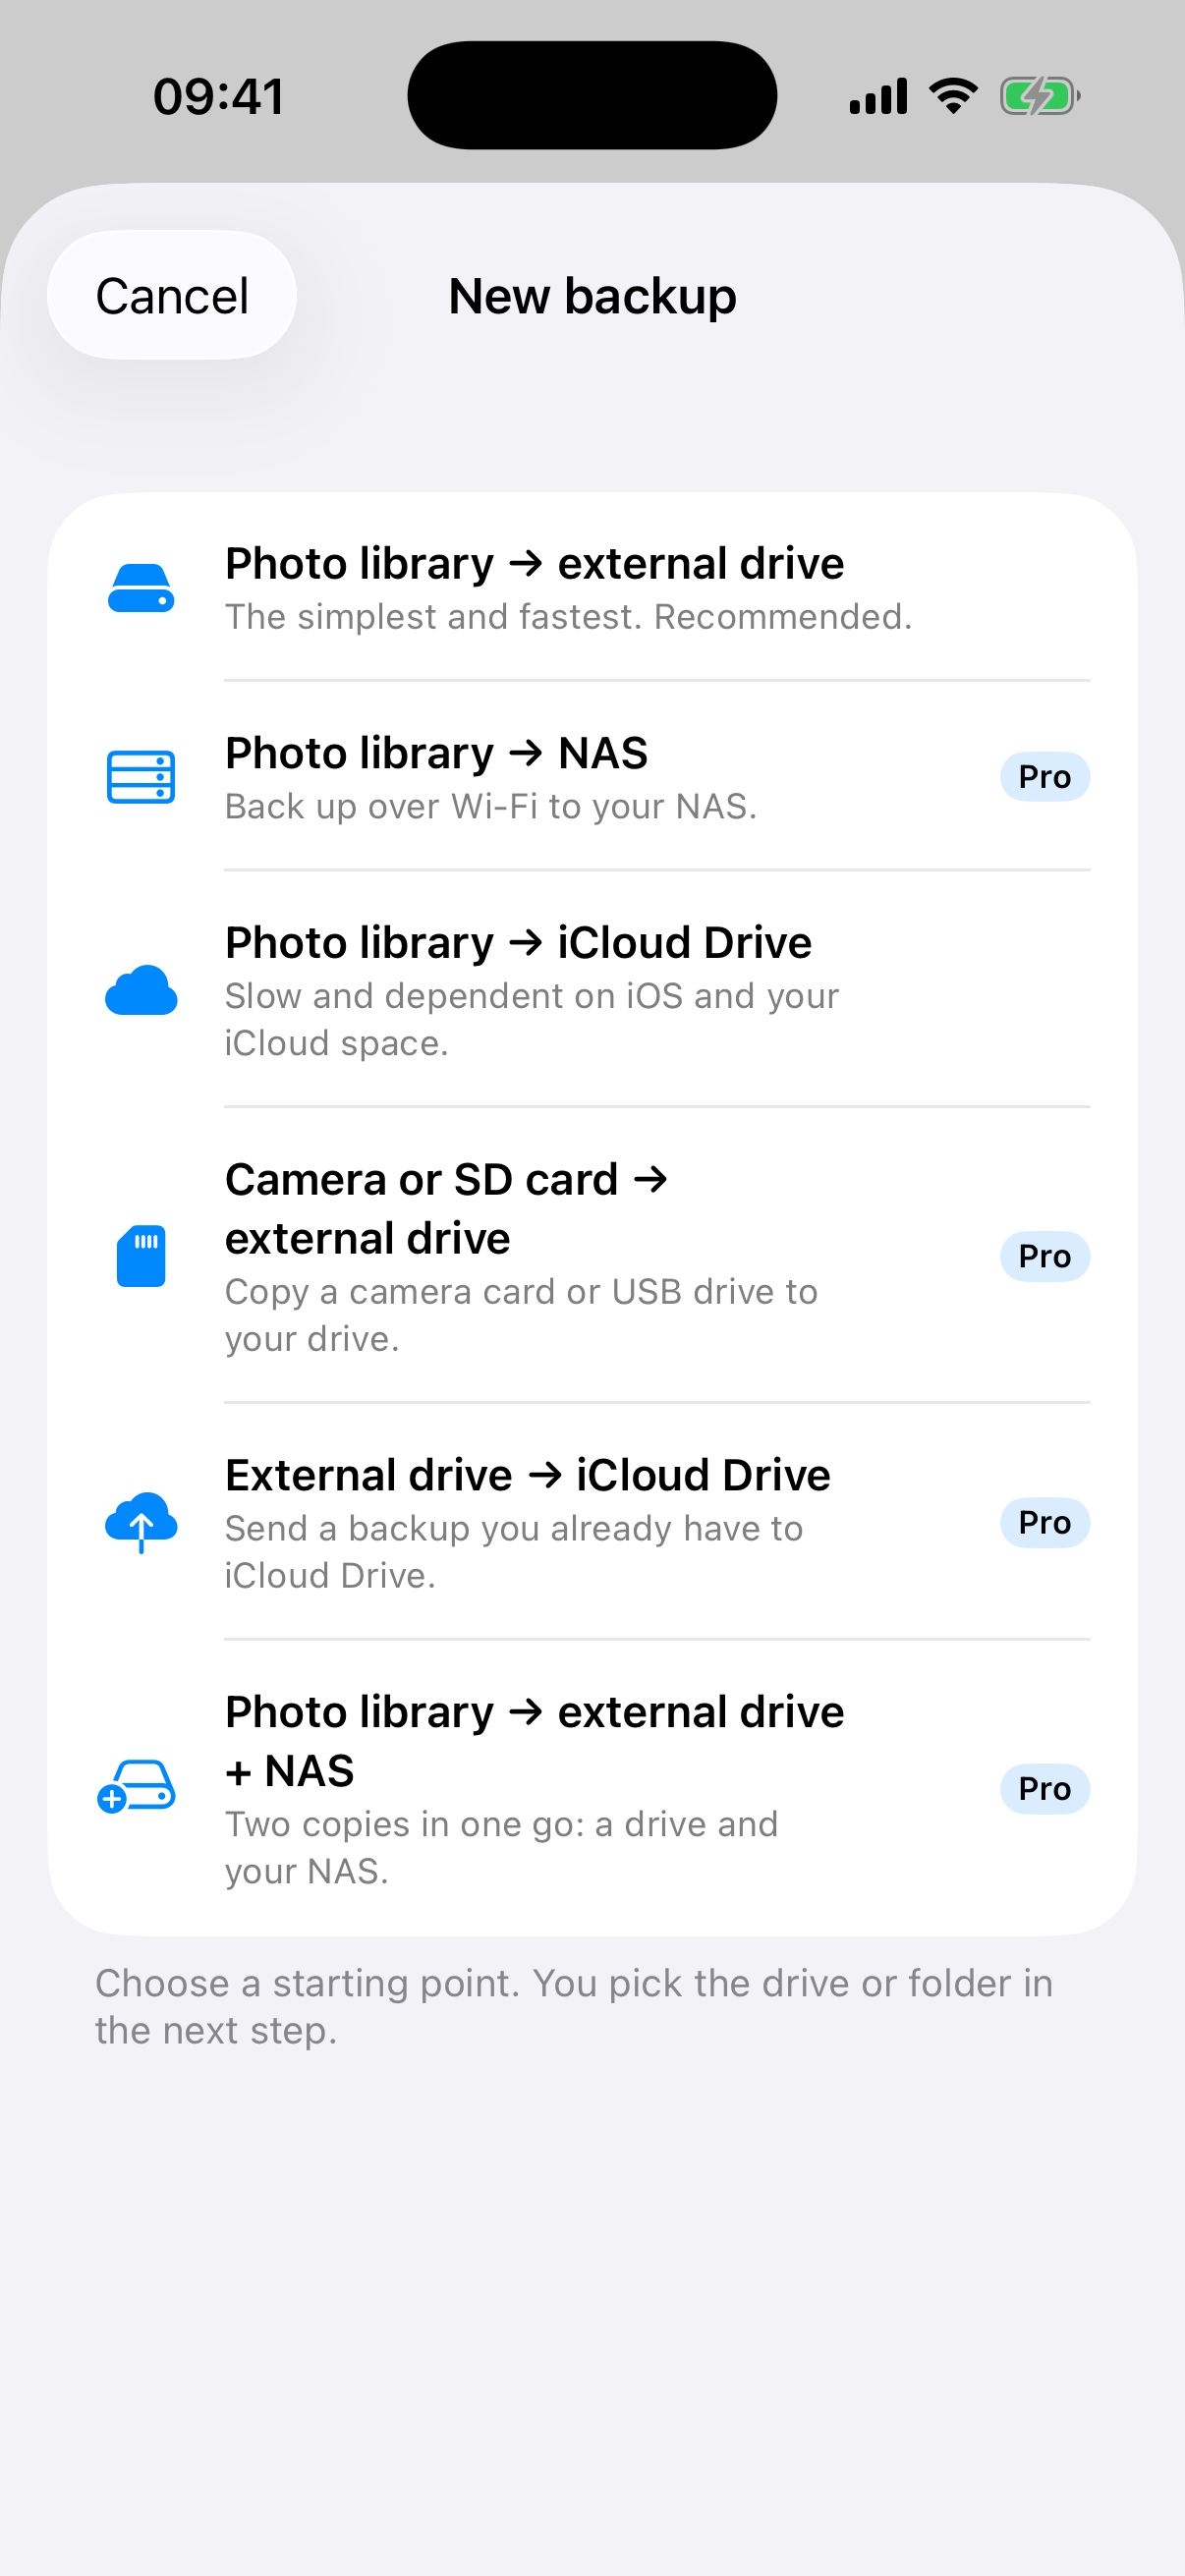 09:41
Cancel
New backup
Photo library → external drive
The simplest and fastest. Recommended.
Photo library → NAS
Back up over Wi-Fi to your NAS.
Pro
Photo library → iCloud Drive
Slow and dependent on iOS and your
iCloud space.
Camera or SD card →
external drive
Copy a camera card or USB drive to
your drive.
Pro
External drive → iCloud Drive
Send a backup you already have to
iCloud Drive.
Pro
Photo library → external drive
+ NAS
Two copies in one go: a drive and
your NAS.
Pro
Choose a starting point. You pick the drive or folder in
the next step.